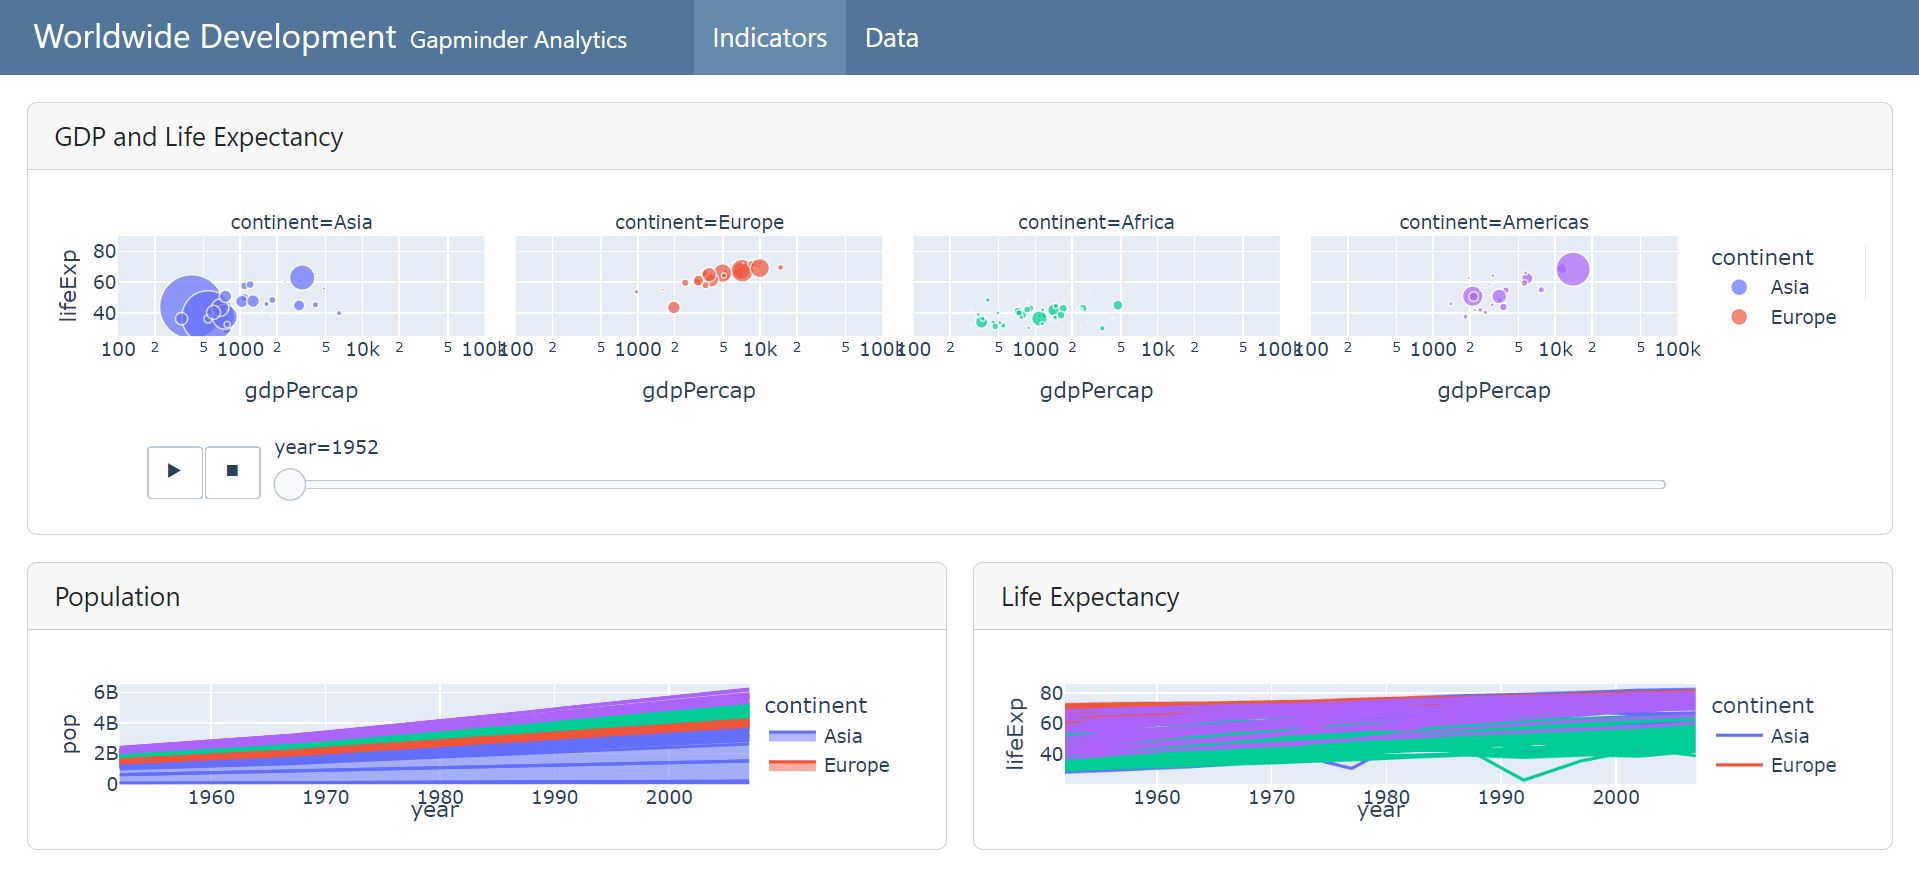 Worldwide Development Gapminder Analytics Indicators Data
GDP and Life Expectancy
continent=Asia continent=Europe continent=Africa continent=Americas
lifeExp
80
60
40
100 2 5 1000 2 5 10k 2 5 100k
100 2 5 1000 2 5 10k 2 5 100k
100 2 5 1000 2 5 10k 2 5 100k
100 2 5 1000 2 5 10k 2 5 100k
gdpPercap gdpPercap gdpPercap gdpPercap
continent
Asia
Europe
year=1952
Population
pop
6B
4B
2B
0
1960 1970 1980 1990 2000
year
continent
Asia
Europe
Life Expectancy
lifeExp
80
60
40
1960 1970 1980 1990 2000
year
continent
Asia
Europe